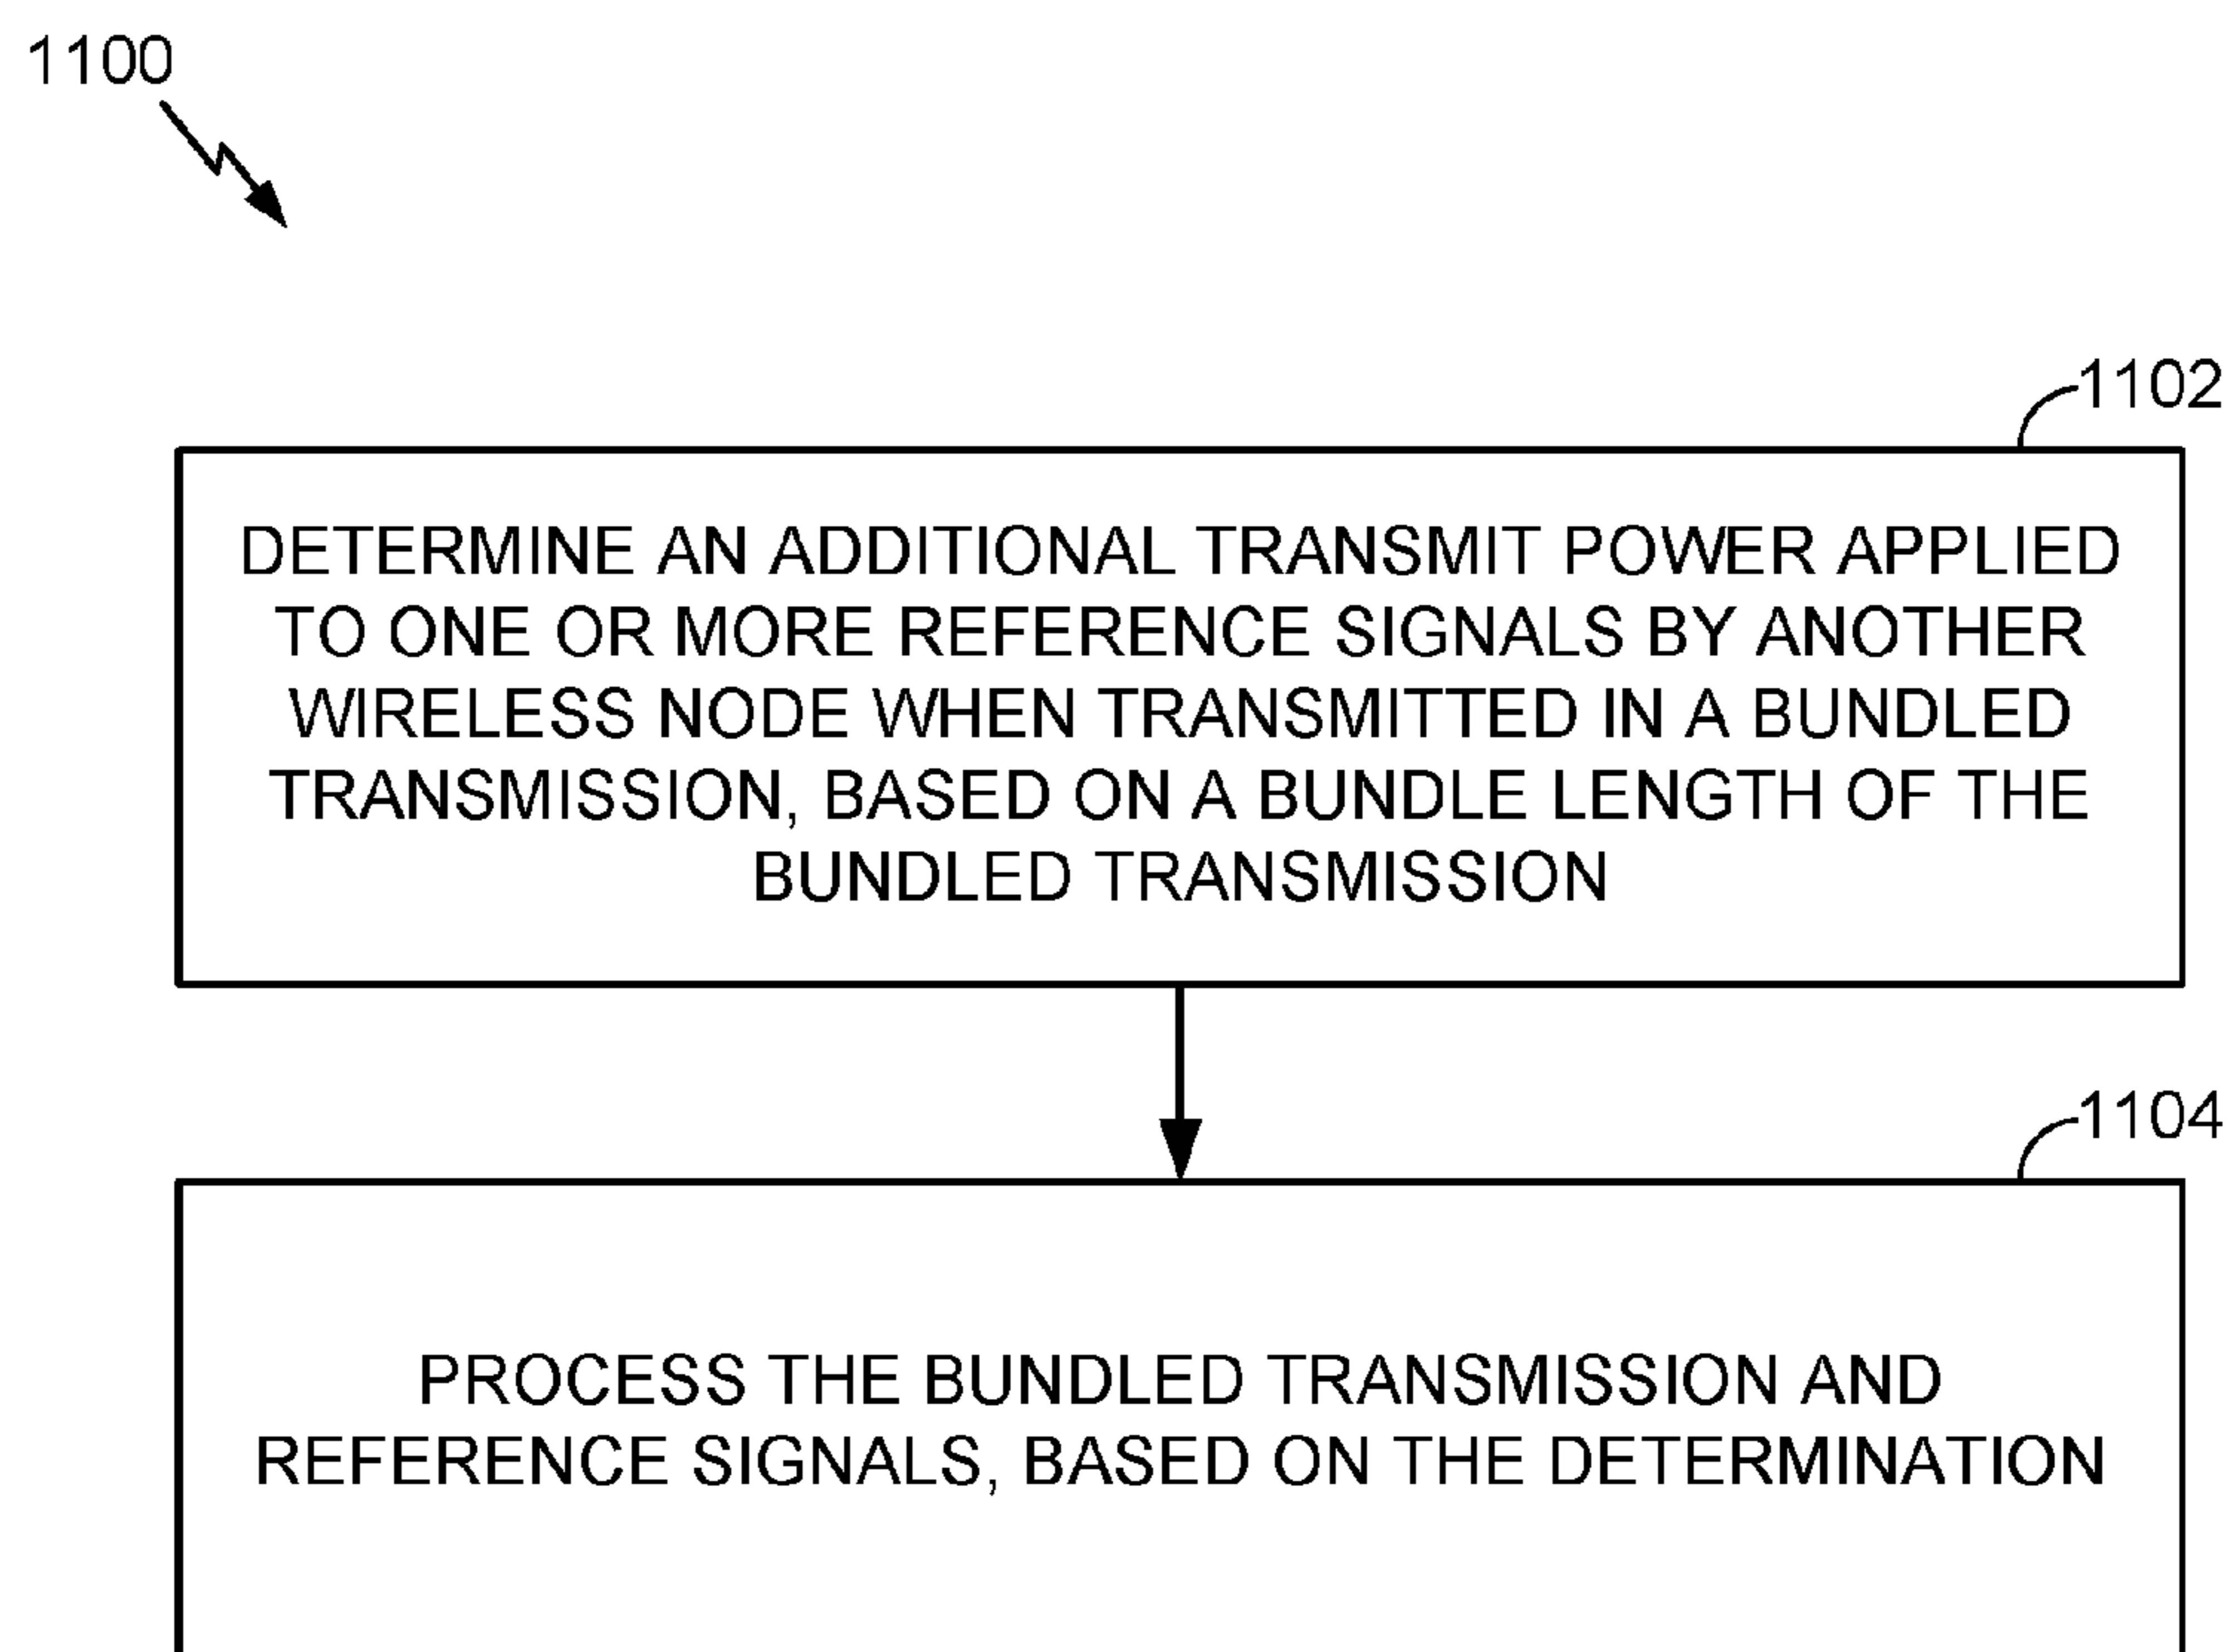 1100
1102
DETERMINE AN ADDITIONAL TRANSMIT POWER APPLIED
TO ONE OR MORE REFERENCE SIGNALS BY ANOTHER
WIRELESS NODE WHEN TRANSMITTED IN A BUNDLED
TRANSMISSION, BASED ON A BUNDLE LENGTH OF THE
BUNDLED TRANSMISSION
1104
PROCESS THE BUNDLED TRANSMISSION AND
REFERENCE SIGNALS, BASED ON THE DETERMINATION